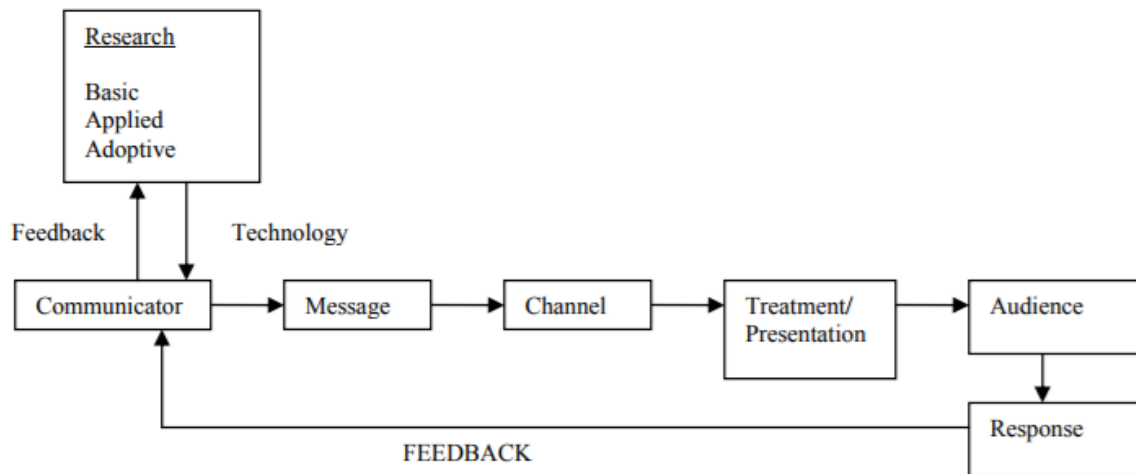 Research
Basic
Applied
Adoptive
Feedback
Technology
Communicator
Message
Channel
Treatment/
Presentation
Audience
Response
FEEDBACK